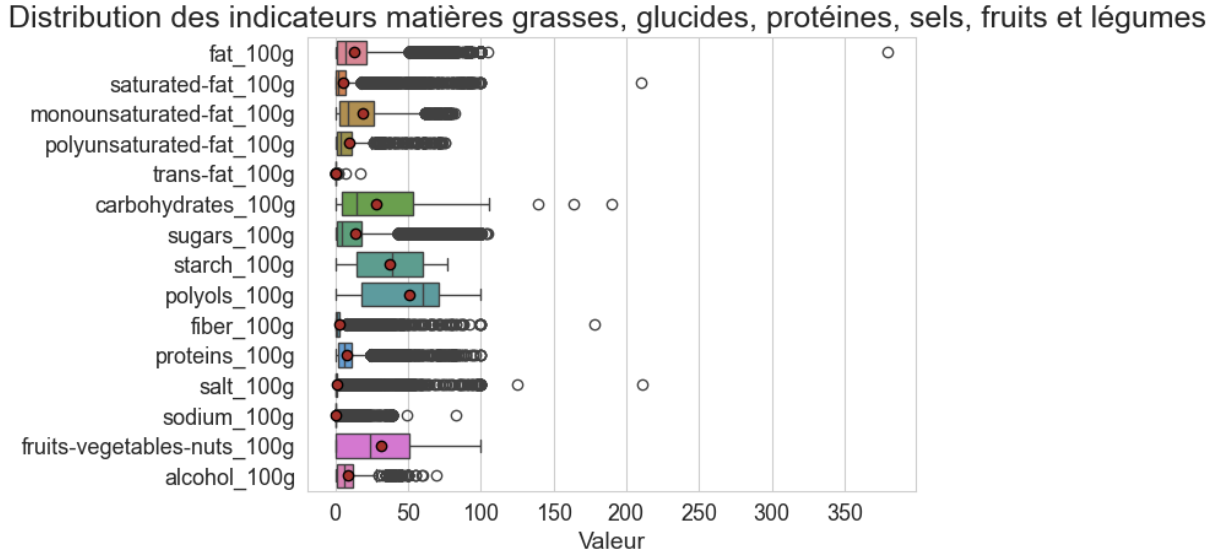 Distribution des indicateurs matières grasses, glucides, protéines, sels, fruits et légumes
fat_100g
saturated-fat_100g
monounsaturated-fat_100g
polyunsaturated-fat_100g
trans-fat_100g
carbohydrates_100g
sugars_100g
starch_100g
polyols_100g
fiber_100g
proteins_100g
salt_100g
sodium_100g
fruits-vegetables-nuts_100g
alcohol_100g
0 50 100 150 200 250 300 350
Valeur